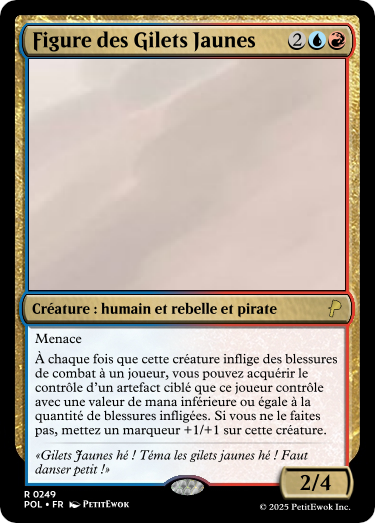 Figure des Gilets Jaunes 2
Créature : humain et rebelle et pirate
Menace
À chaque fois que cette créature inflige des blessures
de combat à un joueur, vous pouvez acquérir le
contrôle d'un artefact ciblé que ce joueur contrôle
avec une valeur de mana inférieure ou égale à la
quantité de blessures infligées. Si vous ne le faites
pas, mettez un marqueur +1/+1 sur cette créature.
«Gilets Jaunes hé ! Téma les gilets jaunes hé ! Faut
danser petit !»
2/4
R 0249
POL • FR PetitEwok
© 2025 PetitEwok Inc.